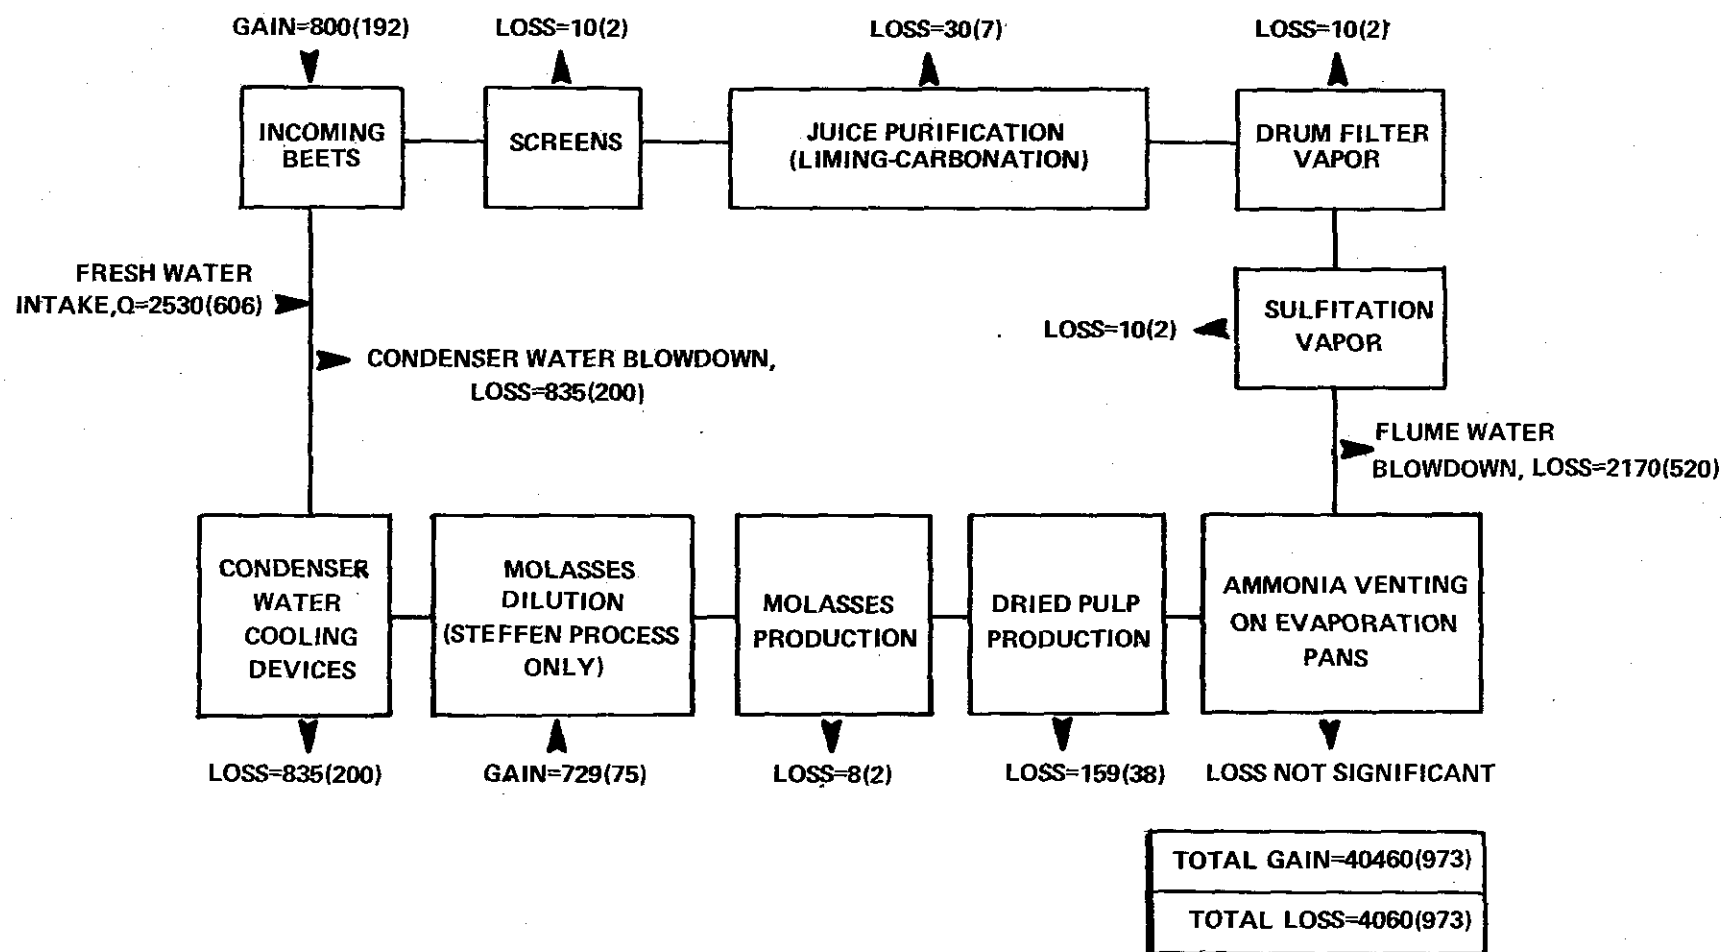 GAIN=800(192)
LOSS=10(2)
LOSS=30(7)
LOSS=10(2)
INCOMING
BEETS
SCREENS
JUICE PURIFICATION
(LIMING-CARBONATION)
DRUM FILTER
VAPOR
FRESH WATER
INTAKE,Q=2530(606)
SULFITATION
VAPOR
LOSS=10(2)
CONDENSER WATER BLOWDOWN,
LOSS=835(200)
FLUME WATER
BLOWDOWN, LOSS=2170(520)
CONDENSER
WATER
COOLING
DEVICES
MOLASSES
DILUTION
(STEFFEN PROCESS
ONLY)
MOLASSES
PRODUCTION
DRIED PULP
PRODUCTION
AMMONIA VENTING
ON EVAPORATION
PANS
LOSS=835(200)
GAIN=729(75)
LOSS=8(2)
LOSS=159(38)
LOSS NOT SIGNIFICANT
TOTAL GAIN=40460(973)
TOTAL LOSS=4060(973)